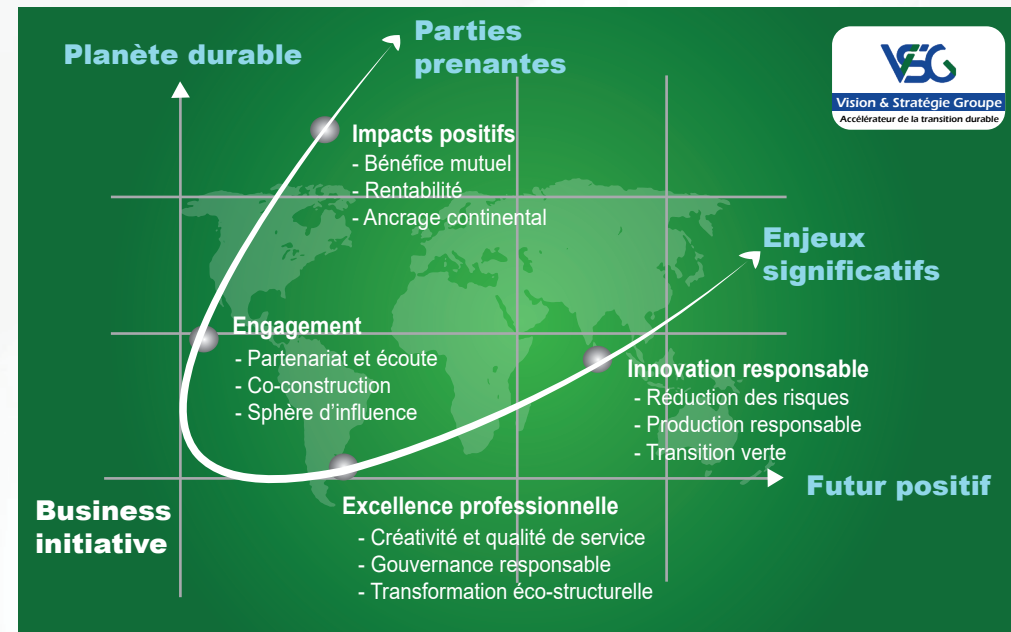 Planète durable
Parties
prenantes
VSG
Vision & Stratégie Groupe
Accélérateur de la transition durable
Impacts positifs
- Bénéfice mutuel
- Rentabilité
- Ancrage continental
Enjeux
significatifs
Engagement
- Partenariat et écoute
- Co-construction
- Sphère d’influence
Innovation responsable
- Réduction des risques
- Production responsable
- Transition verte
Futur positif
Business
initiative
Excellence professionnelle
- Créativité et qualité de service
- Gouvernance responsable
- Transformation éco-structurelle